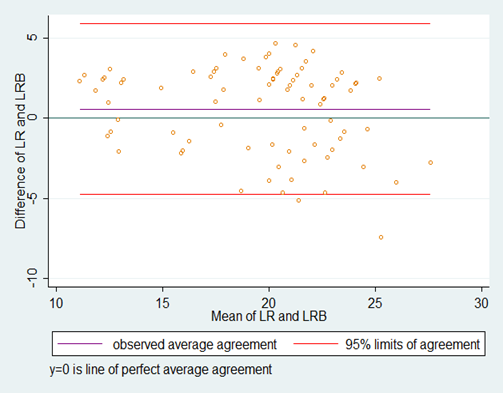 Difference of LR and LRB
5
0
-5
-10
10 15 20 25 30
Mean of LR and LRB
observed average agreement 95% limits of agreement
y=0 is line of perfect average agreement